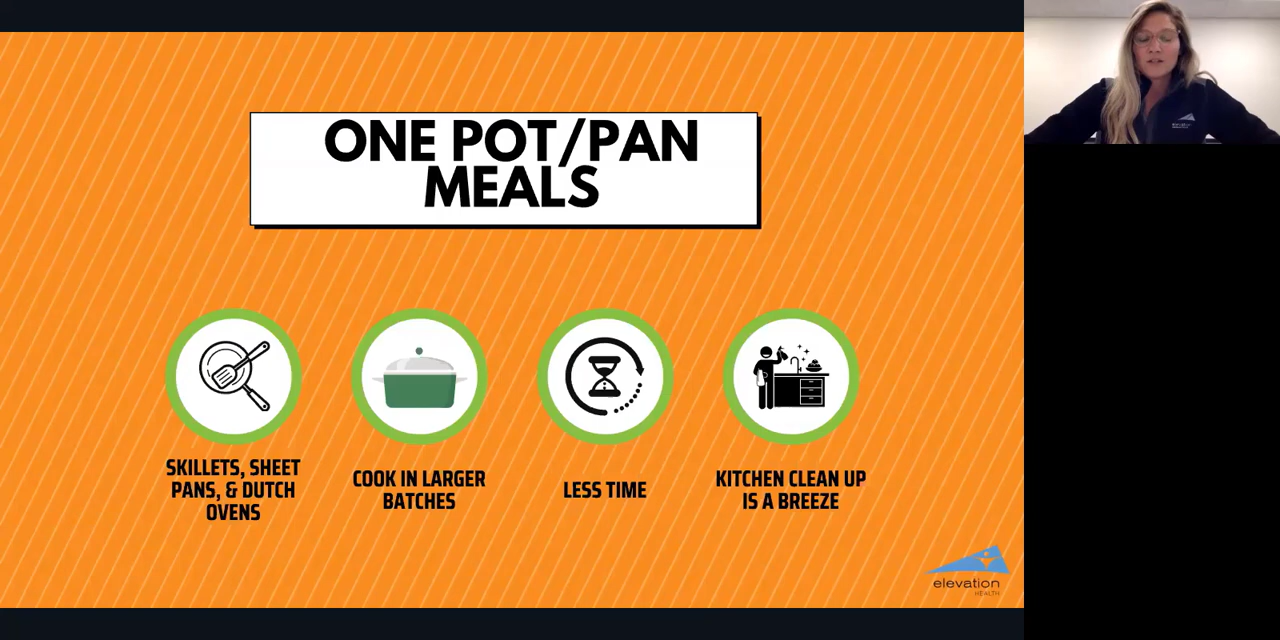 ONE POT/PAN
MEALS
SKILLETS, SHEET
PANS, & DUTCH
OVENS
COOK IN LARGER
BATCHES
LESS TIME
KITCHEN CLEAN UP
IS A BREEZE
elevation
HEALTH